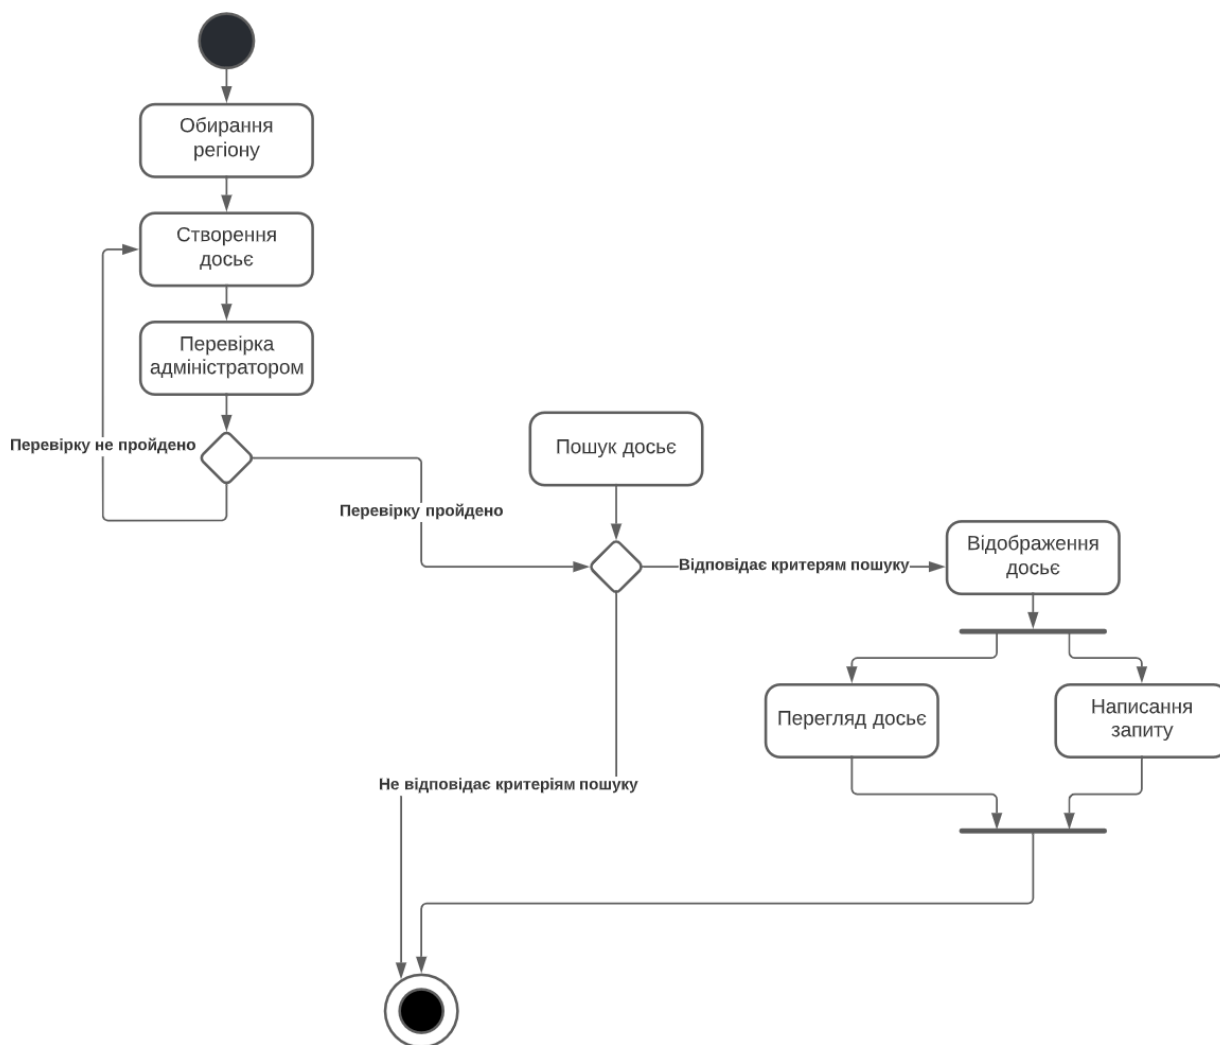 Обирання
регіону
Створення
досьє
Перевірка
адміністратором
Перевірку не пройдено
Пошук досьє
Перевірку пройдено
Відповідає критерям пошуку
Відображення
досьє
Перегляд досьє
Написання
запиту
Не відповідає критеріям пошуку